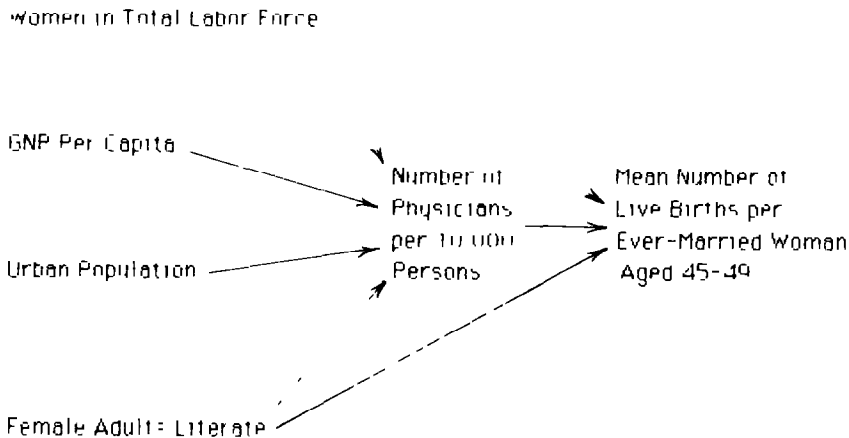 Women in Total Labor Force
GNP Per Capita
Number of
Physicians
per 10,000
Persons
Mean Number of
Live Births per
Ever-Married Woman
Aged 45-49
Urban Population
Female Adults Literate